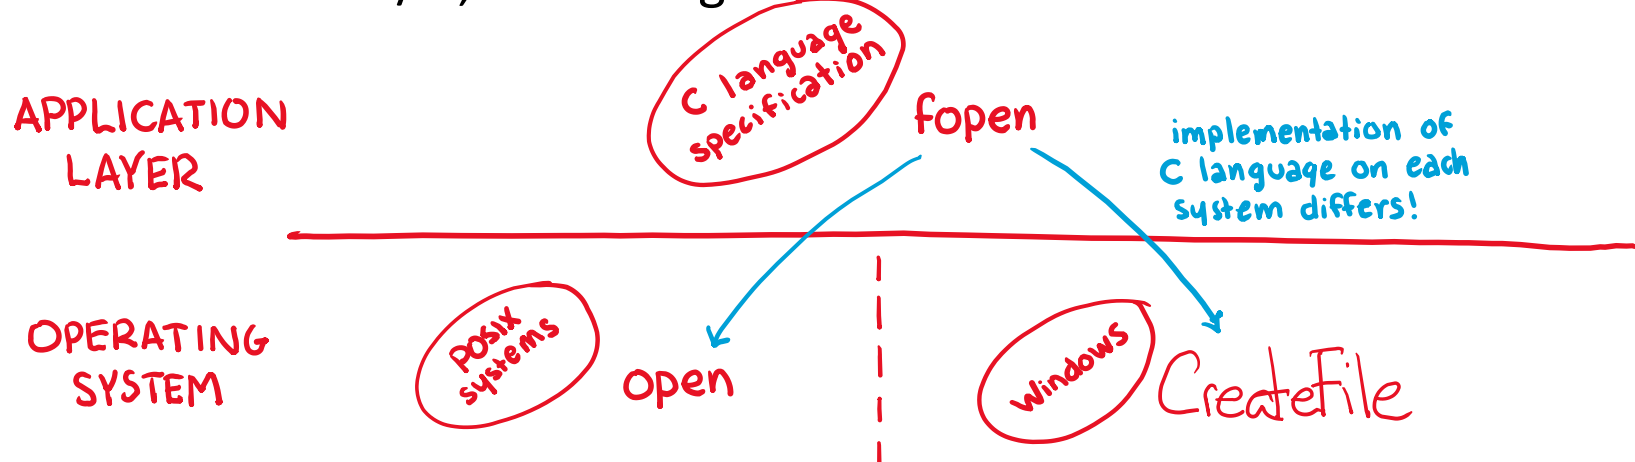 C language
specification
APPLICATION
LAYER
fopen
implementation of
C language on each
system differs!
OPERATING
SYSTEM
POSIX
systems
open
Windows
CreateFile